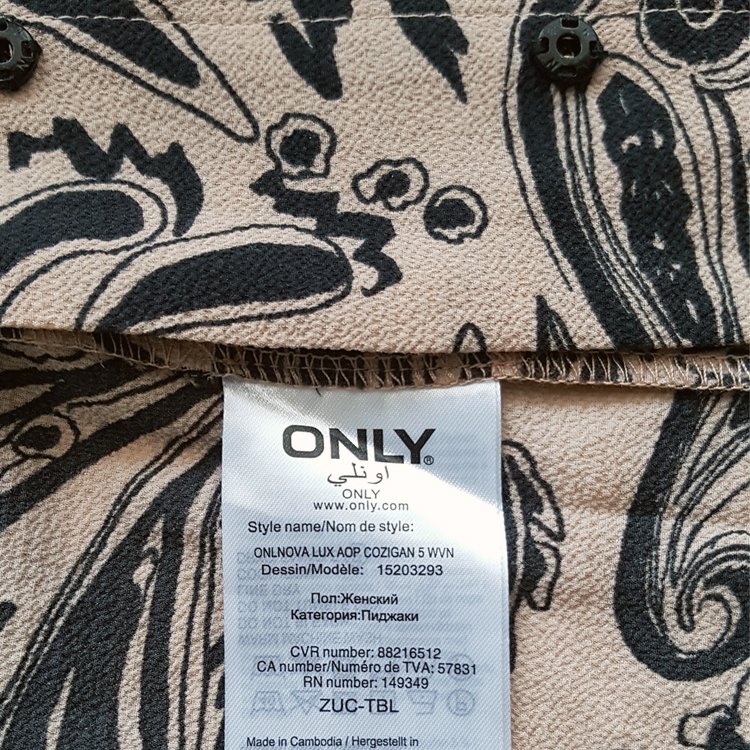 ONLY®
اونلي
ONLY
www.only.com
Style name/Nom de style:
ONLNOVA LUX AOP COZIGAN 5 WVN
Dessin/Modèle: 15203293
Пол:Женский
Категория:Пиджаки
CVR number: 88216512
CA number/Numéro de TVA: 57831
RN number: 149349
ZUC-TBL
Made in Cambodia / Hergestellt in